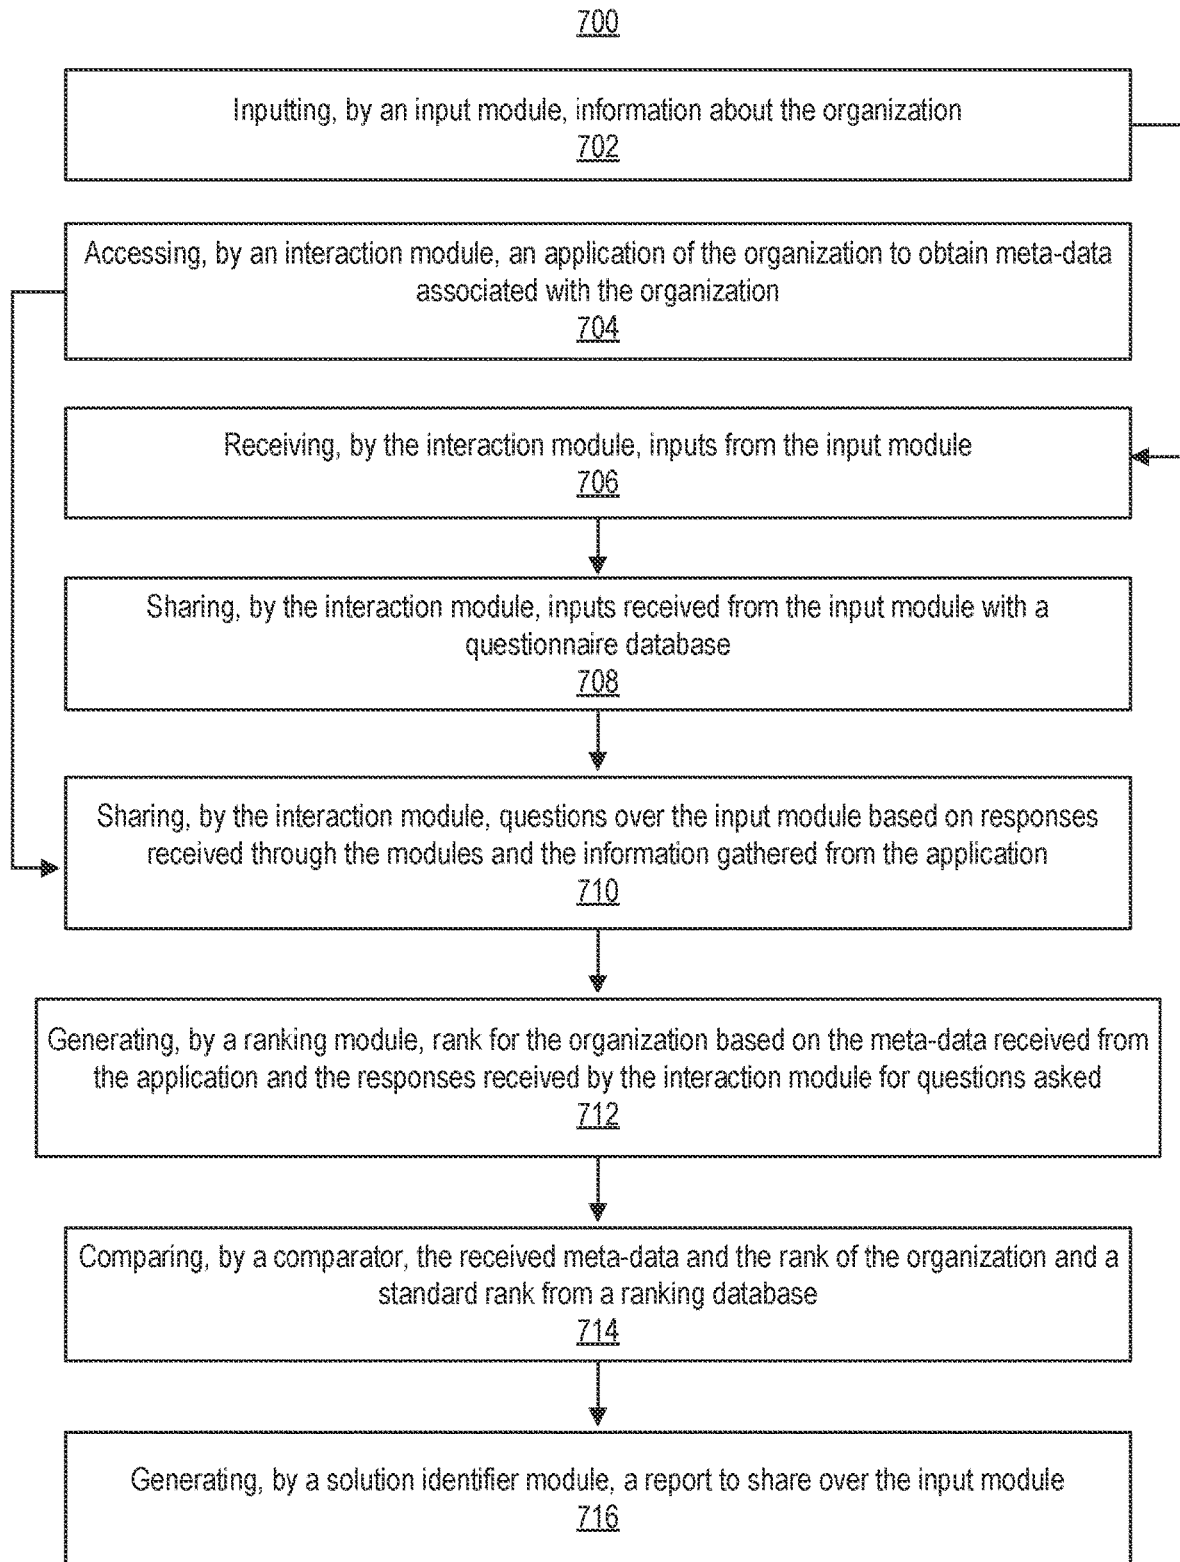 700
Inputting, by an input module, information about the organization
702
Accessing, by an interaction module, an application of the organization to obtain meta-data
associated with the organization
704
Receiving, by the interaction module, inputs from the input module
706
Sharing, by the interaction module, inputs received from the input module with a
questionnaire database
708
Sharing, by the interaction module, questions over the input module based on responses
received through the modules and the information gathered from the application
710
Generating, by a ranking module, rank for the organization based on the meta-data received from
the application and the responses received by the interaction module for questions asked
712
Comparing, by a comparator, the received meta-data and the rank of the organization and a
standard rank from a ranking database
714
Generating, by a solution identifier module, a report to share over the input module
716